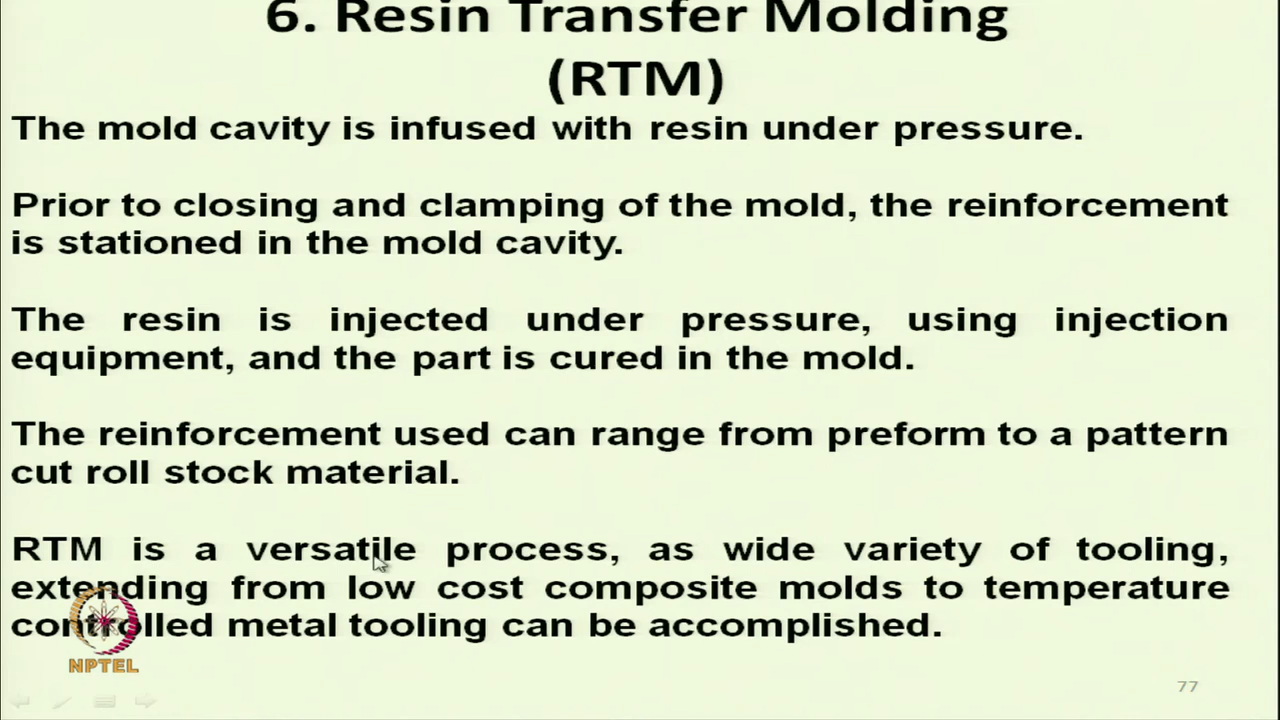 6. Resin Transfer Molding
(RTM)
The mold cavity is infused with resin under pressure.
Prior to closing and clamping of the mold, the reinforcement
is stationed in the mold cavity.
The resin is injected under pressure, using injection
equipment, and the part is cured in the mold.
The reinforcement used can range from preform to a pattern
cut roll stock material.
RTM is a versatile process, as wide variety of tooling,
extending from low cost composite molds to temperature
controlled metal tooling can be accomplished.
NPTEL
77